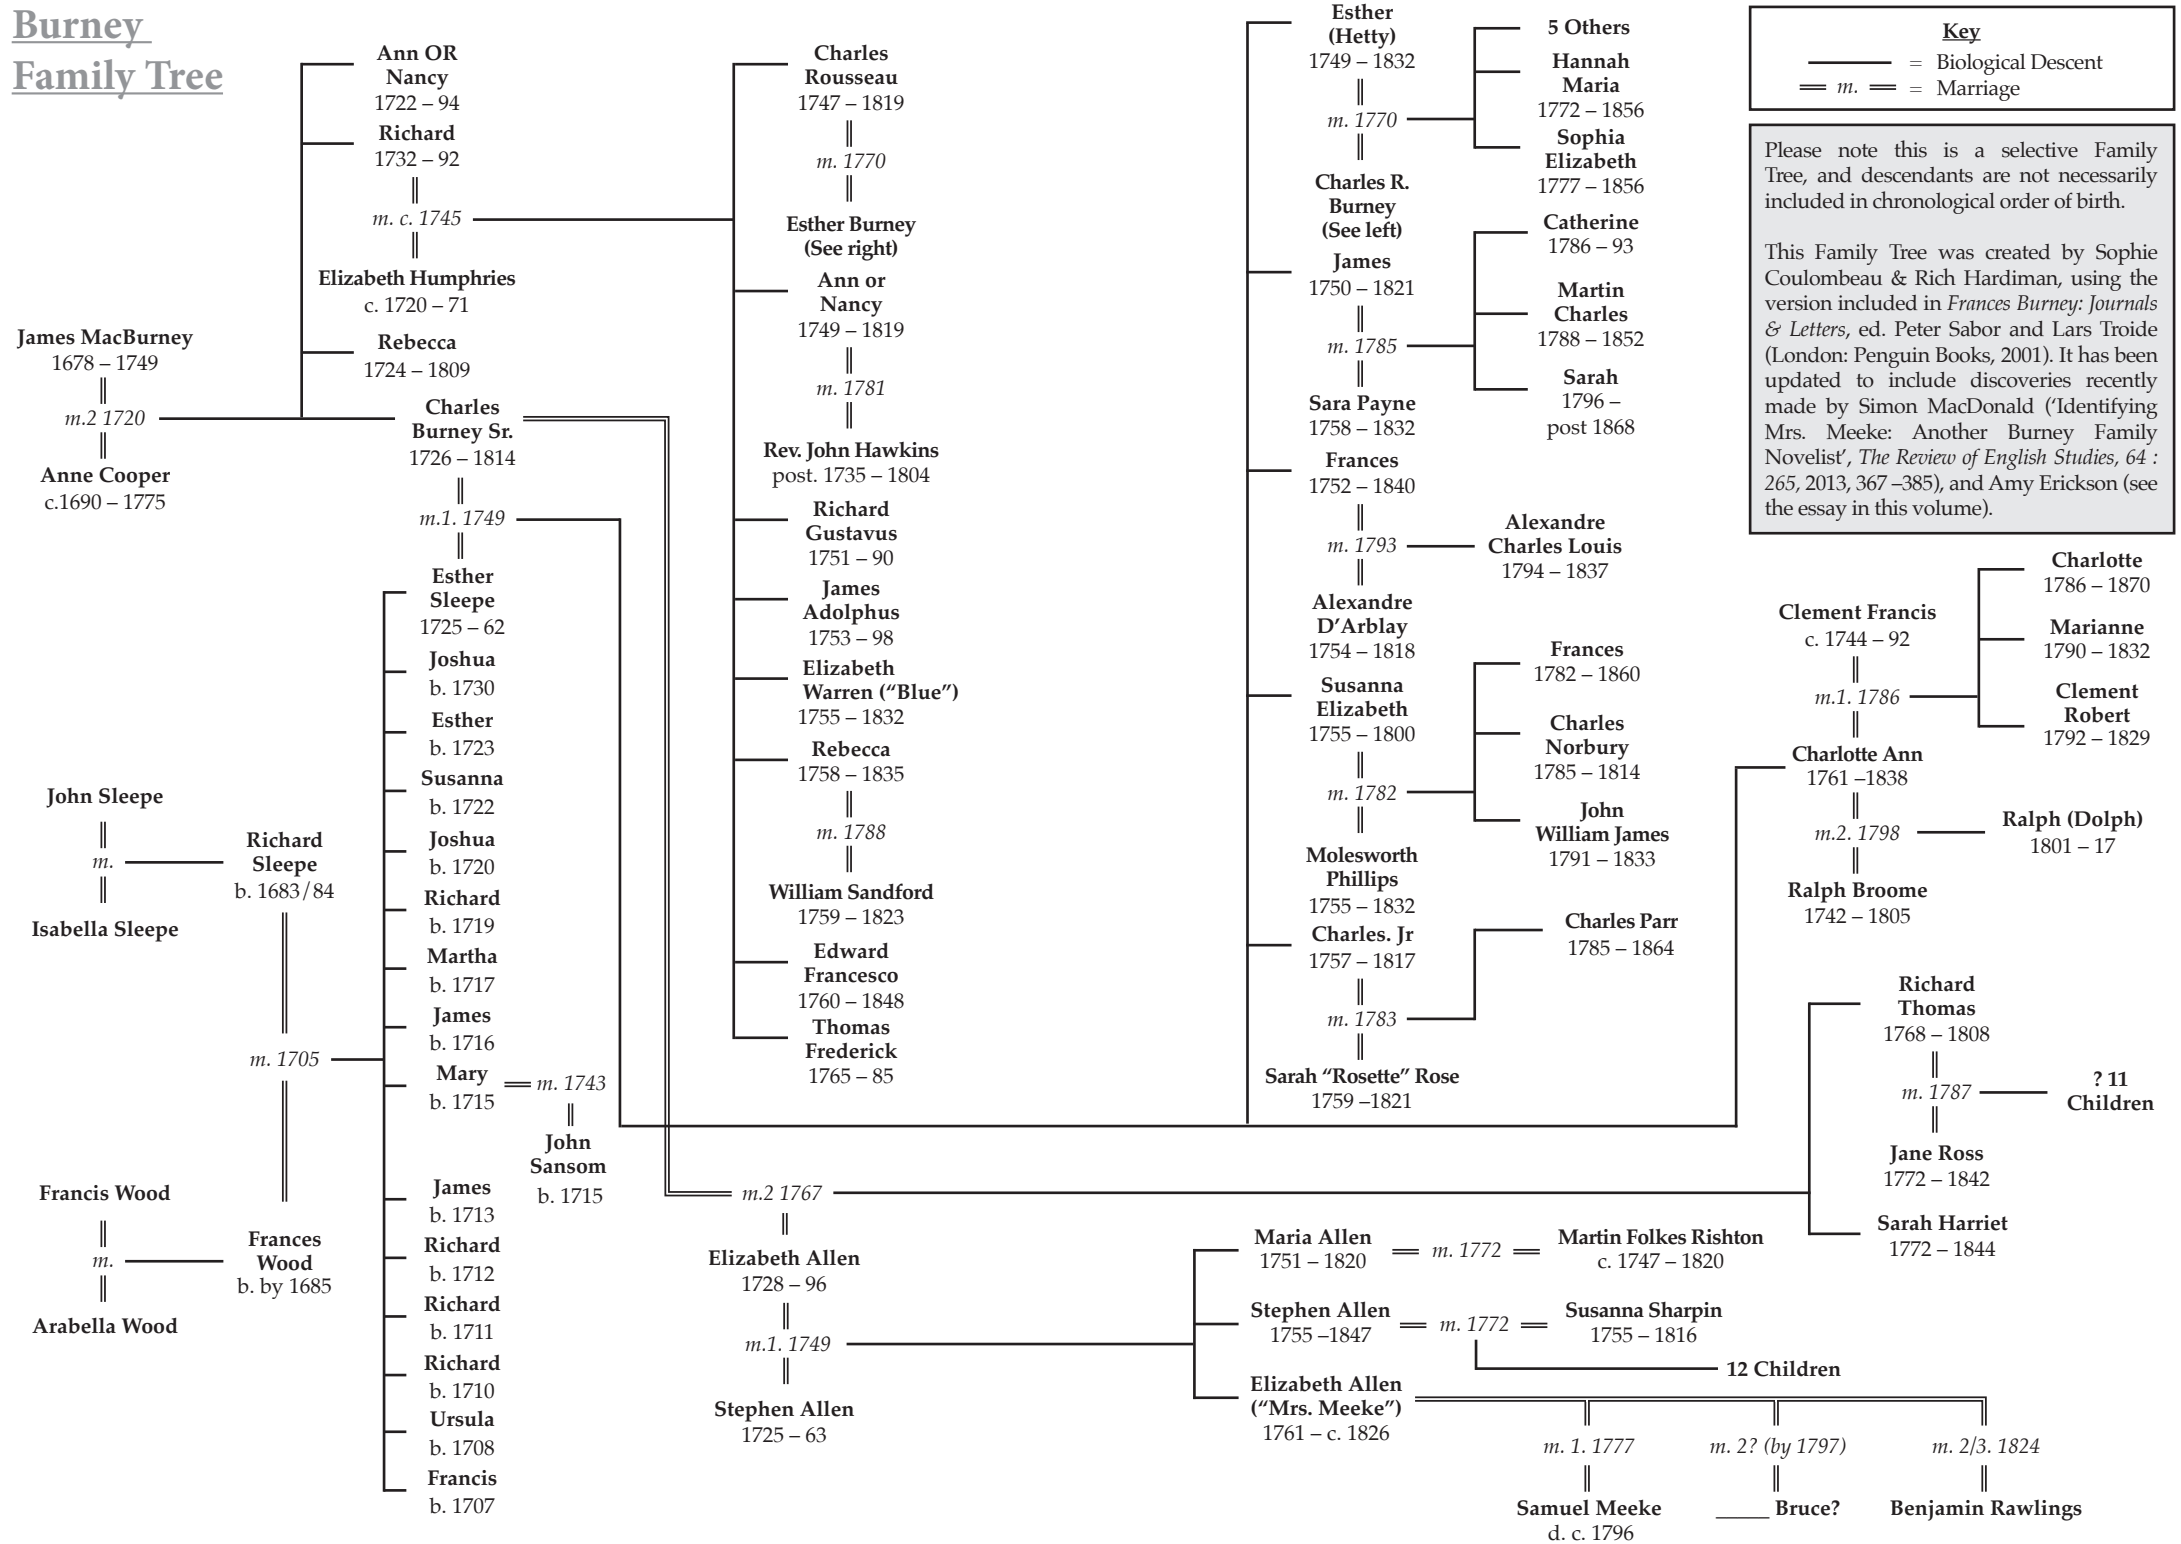 Burney
Family Tree
James MacBurney
1678 – 1749
m.2 1720
Anne Cooper
c.1690 – 1775
John Sleepe
m.
Isabella Sleepe
Francis Wood
m.
Arabella Wood
Richard
Sleepe
b. 1683/84
m. 1705
Frances
Wood
b. by 1685
Ann OR
Nancy
1722 – 94
Richard
1732 – 92
m. c. 1745
Elizabeth Humphries
c. 1720 – 71
Rebecca
1724 – 1809
Charles
Burney Sr.
1726 – 1814
m.1. 1749
Esther
Sleepe
1725 – 62
Joshua
b. 1730
Esther
b. 1723
Susanna
b. 1722
Joshua
b. 1720
Richard
b. 1719
Martha
b. 1717
James
b. 1716
Mary
b. 1715
m. 1743
John
Sansom
b. 1715
James
b. 1713
Richard
b. 1712
Richard
b. 1711
Richard
b. 1710
Ursula
b. 1708
Francis
b. 1707
Charles
Rousseau
1747 – 1819
m. 1770
Esther Burney
(See right)
Ann or
Nancy
1749 – 1819
m. 1781
Rev. John Hawkins
post. 1735 – 1804
Richard
Gustavus
1751 – 90
James
Adolphus
1753 – 98
Elizabeth
Warren (“Blue”)
1755 – 1832
Rebecca
1758 – 1835
m. 1788
William Sandford
1759 – 1823
Edward
Francesco
1760 – 1848
Thomas
Frederick
1765 – 85
m.2 1767
Elizabeth Allen
1728 – 96
m.1. 1749
Stephen Allen
1725 – 63
Esther
(Hetty)
1749 – 1832
m. 1770
Charles R.
Burney
(See left)
James
1750 – 1821
m. 1785
Sara Payne
1758 – 1832
Frances
1752 – 1840
m. 1793
Alexandre
D’Arblay
1754 – 1818
Susanna
Elizabeth
1755 – 1800
m. 1782
Molesworth
Phillips
1755 – 1832
Charles. Jr
1757 – 1817
m. 1783
Sarah “Rosette” Rose
1759 –1821
5 Others
Hannah
Maria
1772 – 1856
Sophia
Elizabeth
1777 – 1856
Catherine
1786 – 93
Martin
Charles
1788 – 1852
Sarah
1796 –
post 1868
Alexandre
Charles Louis
1794 – 1837
Frances
1782 – 1860
Charles
Norbury
1785 – 1814
John
William James
1791 – 1833
Charles Parr
1785 – 1864
Maria Allen
1751 – 1820
m. 1772
Martin Folkes Rishton
c. 1747 – 1820
Stephen Allen
1755 –1847
m. 1772
Susanna Sharpin
1755 – 1816
12 Children
Elizabeth Allen
(“Mrs. Meeke”)
1761 – c. 1826
m. 1. 1777
Samuel Meeke
d. c. 1796
m. 2? (by 1797)
_____ Bruce?
m. 2/3. 1824
Benjamin Rawlings
Key
= Biological Descent
m. = Marriage
Please note this is a selective Family
Tree, and descendants are not necessarily
included in chronological order of birth.
This Family Tree was created by Sophie
Coulombeau & Rich Hardiman, using the
version included in Frances Burney: Journals
& Letters, ed. Peter Sabor and Lars Troide
(London: Penguin Books, 2001). It has been
updated to include discoveries recently
made by Simon MacDonald (‘Identifying
Mrs. Meeke: Another Burney Family
Novelist’, The Review of English Studies, 64 :
265, 2013, 367 –385), and Amy Erickson (see
the essay in this volume).
Clement Francis
c. 1744 – 92
m.1. 1786
Charlotte Ann
1761 –1838
m.2. 1798
Ralph Broome
1742 – 1805
Charlotte
1786 – 1870
Marianne
1790 – 1832
Clement
Robert
1792 – 1829
Ralph (Dolph)
1801 – 17
Richard
Thomas
1768 – 1808
m. 1787
Jane Ross
1772 – 1842
? 11
Children
Sarah Harriet
1772 – 1844